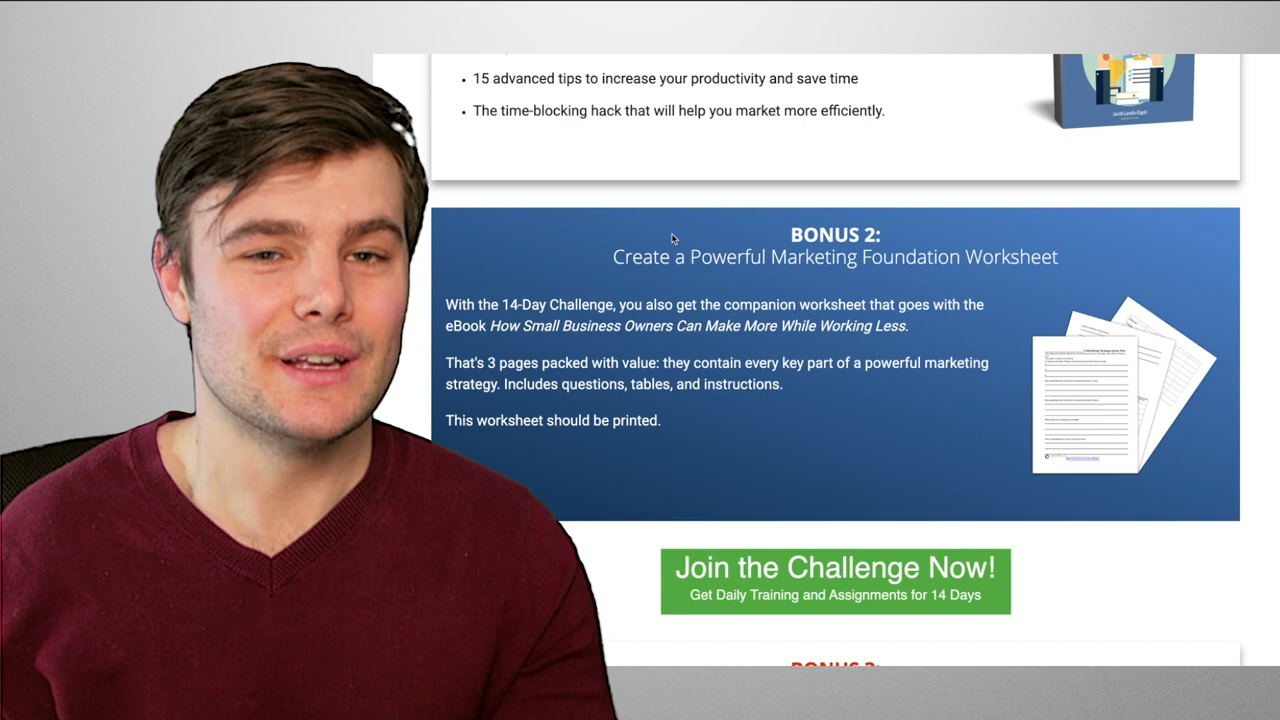 15 advanced tips to increase your productivity and save time
The time-blocking hack that will help you market more efficiently.
BONUS 2:
Create a Powerful Marketing Foundation Worksheet
With the 14-Day Challenge, you also get the companion worksheet that goes with the
eBook How Small Business Owners Can Make More While Working Less.
That's 3 pages packed with value: they contain every key part of a powerful marketing
strategy. Includes questions, tables, and instructions.
This worksheet should be printed.
Join the Challenge Now!
Get Daily Training and Assignments for 14 Days